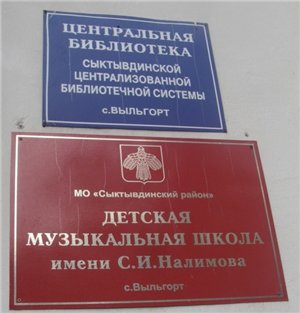 ЦЕНТРАЛЬНАЯ
БИБЛИОТЕКА
СЫКТЫВДИНСКОЙ
ЦЕНТРАЛИЗОВАННОЙ
БИБЛИОТЕЧНОЙ СИСТЕМЫ
с.ВЫЛЬГОРТ
МО «Сыктывдинский район»
ДЕТСКАЯ
МУЗЫКАЛЬНАЯ ШКОЛА
имени С.И.Налимова
с.Выльгорт